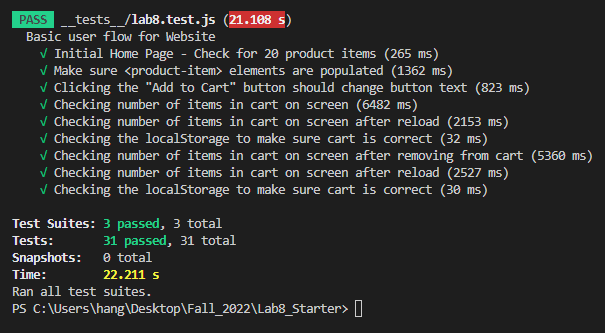 PASS __tests__/lab8.test.js (21.108 s)
Basic user flow for Website
√ Initial Home Page - Check for 20 product items (265 ms)
√ Make sure <product-item> elements are populated (1362 ms)
√ Clicking the "Add to Cart" button should change button text (823 ms)
√ Checking number of items in cart on screen (6482 ms)
√ Checking number of items in cart on screen after reload (2153 ms)
√ Checking the localStorage to make sure cart is correct (32 ms)
√ Checking number of items in cart on screen after removing from cart (5360 ms)
√ Checking number of items in cart on screen after reload (2527 ms)
√ Checking the localStorage to make sure cart is correct (30 ms)
Test Suites: 3 passed, 3 total
Tests: 31 passed, 31 total
Snapshots: 0 total
Time: 22.211 s
Ran all test suites.
PS C:\Users\hang\Desktop\Fall_2022\Lab8_Starter>